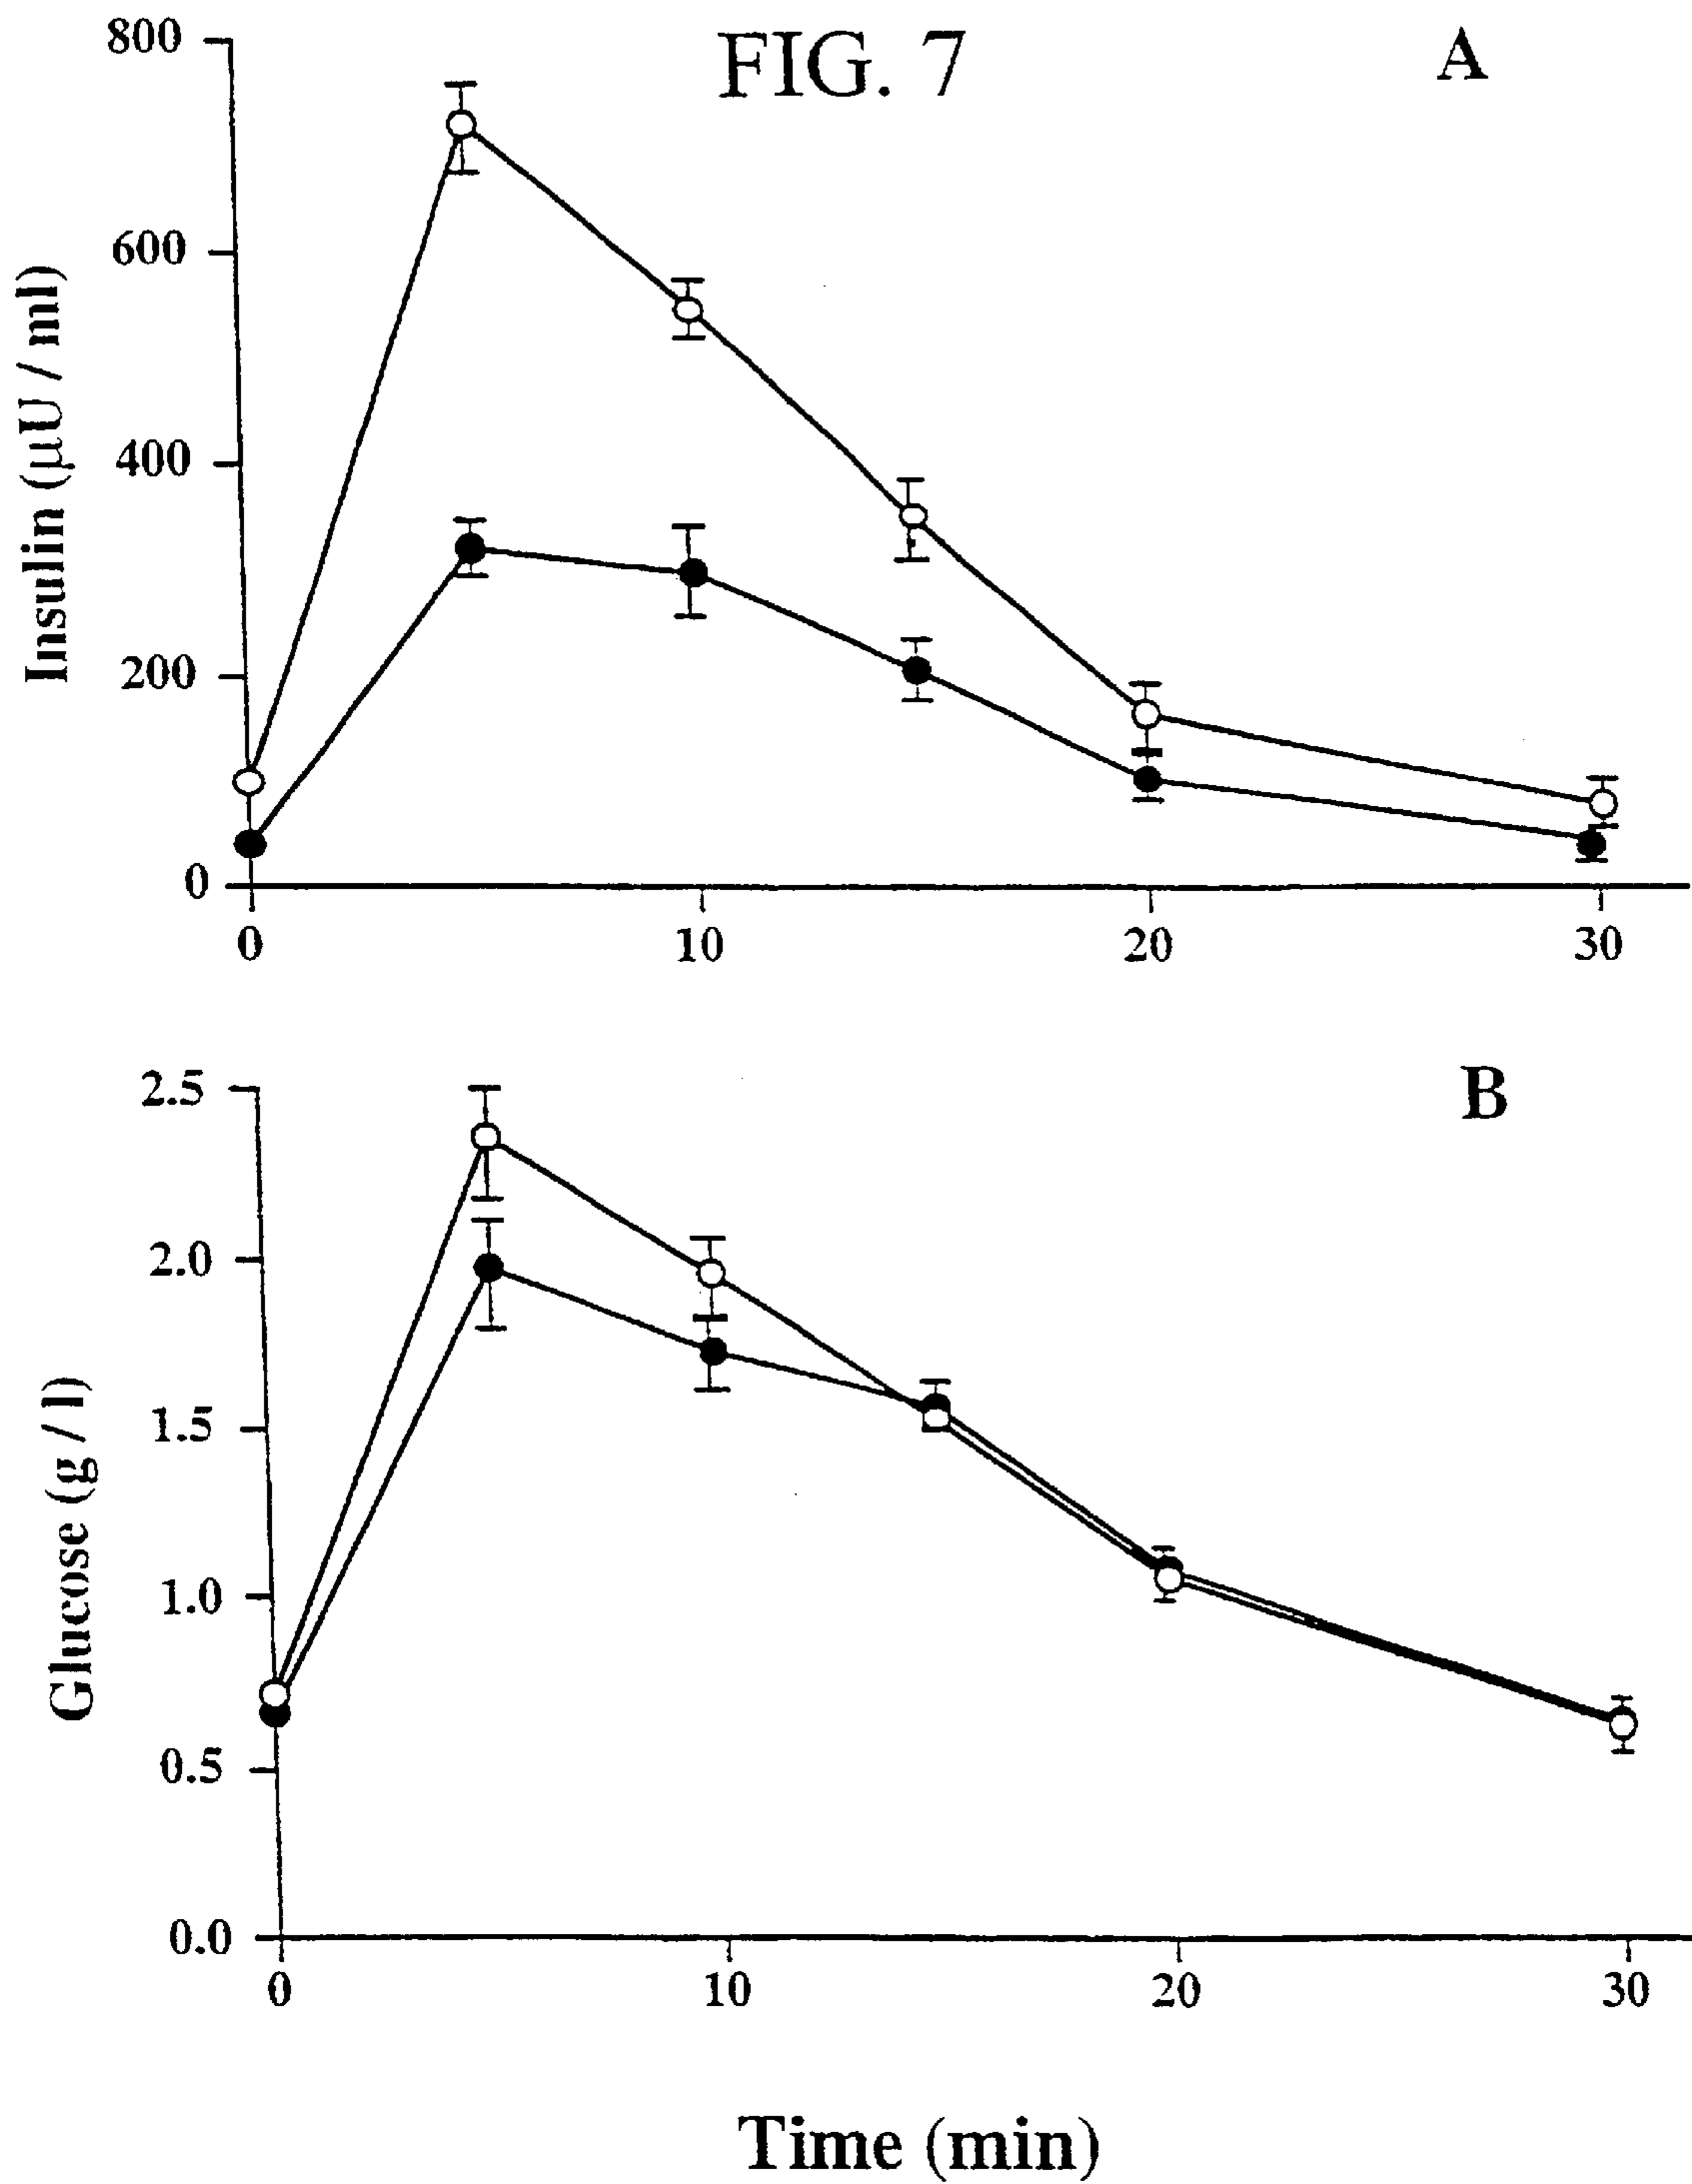 FIG. 7
A
800
600
400
200
0
Insulin (µU / ml)
0 10 20 30
B
2.5
2.0
1.5
1.0
0.5
0.0
Glucose (g / l)
0 10 20 30
Time (min)